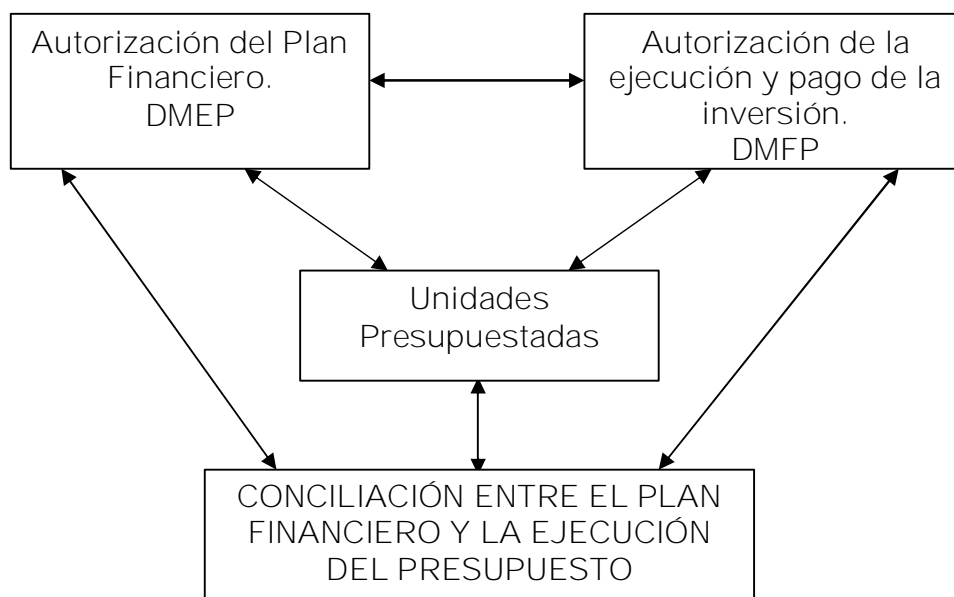 Autorización del Plan
Financiero.
DMEP
Autorización de la
ejecución y pago de la
inversión.
DMFP
Unidades
Presupuestadas
CONCILIACIÓN ENTRE EL PLAN
FINANCIERO Y LA EJECUCIÓN
DEL PRESUPUESTO